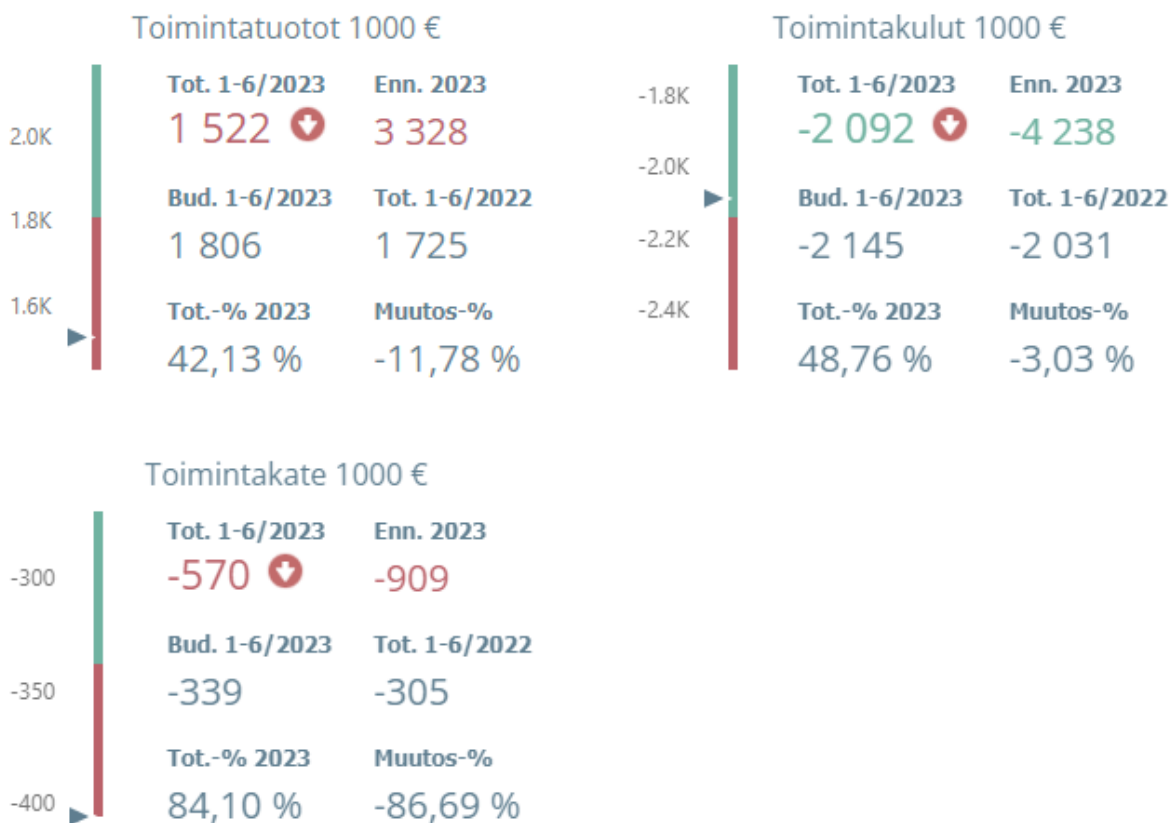 Toimintatuotot 1000 €
Tot. 1-6/2023 Enn. 2023
1 522 3 328
2.0K
Bud. 1-6/2023 Tot. 1-6/2022
1.8K
1 806 1 725
1.6K
Tot.-% 2023 Muutos-%
42,13 % -11,78 %
Toimintakulut 1000 €
Tot. 1-6/2023 Enn. 2023
-1.8K
-2 092 -4 238
-2.0K
Bud. 1-6/2023 Tot. 1-6/2022
-2.2K
-2 145 -2 031
-2.4K
Tot.-% 2023 Muutos-%
48,76 % -3,03 %
Toimintakate 1000 €
Tot. 1-6/2023 Enn. 2023
-300
-570 -909
Bud. 1-6/2023 Tot. 1-6/2022
-350
-339 -305
Tot.-% 2023 Muutos-%
-400
84,10 % -86,69 %